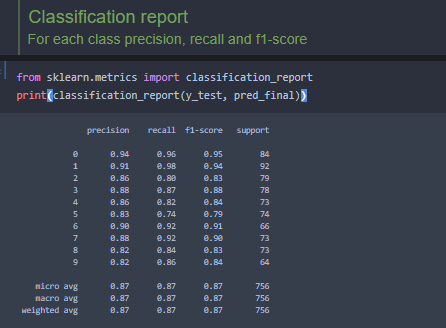 Classification report
For each class precision, recall and f1-score
from sklearn.metrics import classification_report
print(classification_report(y_test, pred_final))
precision recall f1-score support
0 0.94 0.96 0.95 84
1 0.91 0.98 0.94 92
2 0.86 0.80 0.83 79
3 0.88 0.87 0.88 78
4 0.86 0.82 0.84 73
5 0.83 0.74 0.79 74
6 0.90 0.92 0.91 66
7 0.88 0.92 0.90 73
8 0.82 0.84 0.83 73
9 0.82 0.86 0.84 64
micro avg 0.87 0.87 0.87 756
macro avg 0.87 0.87 0.87 756
weighted avg 0.87 0.87 0.87 756